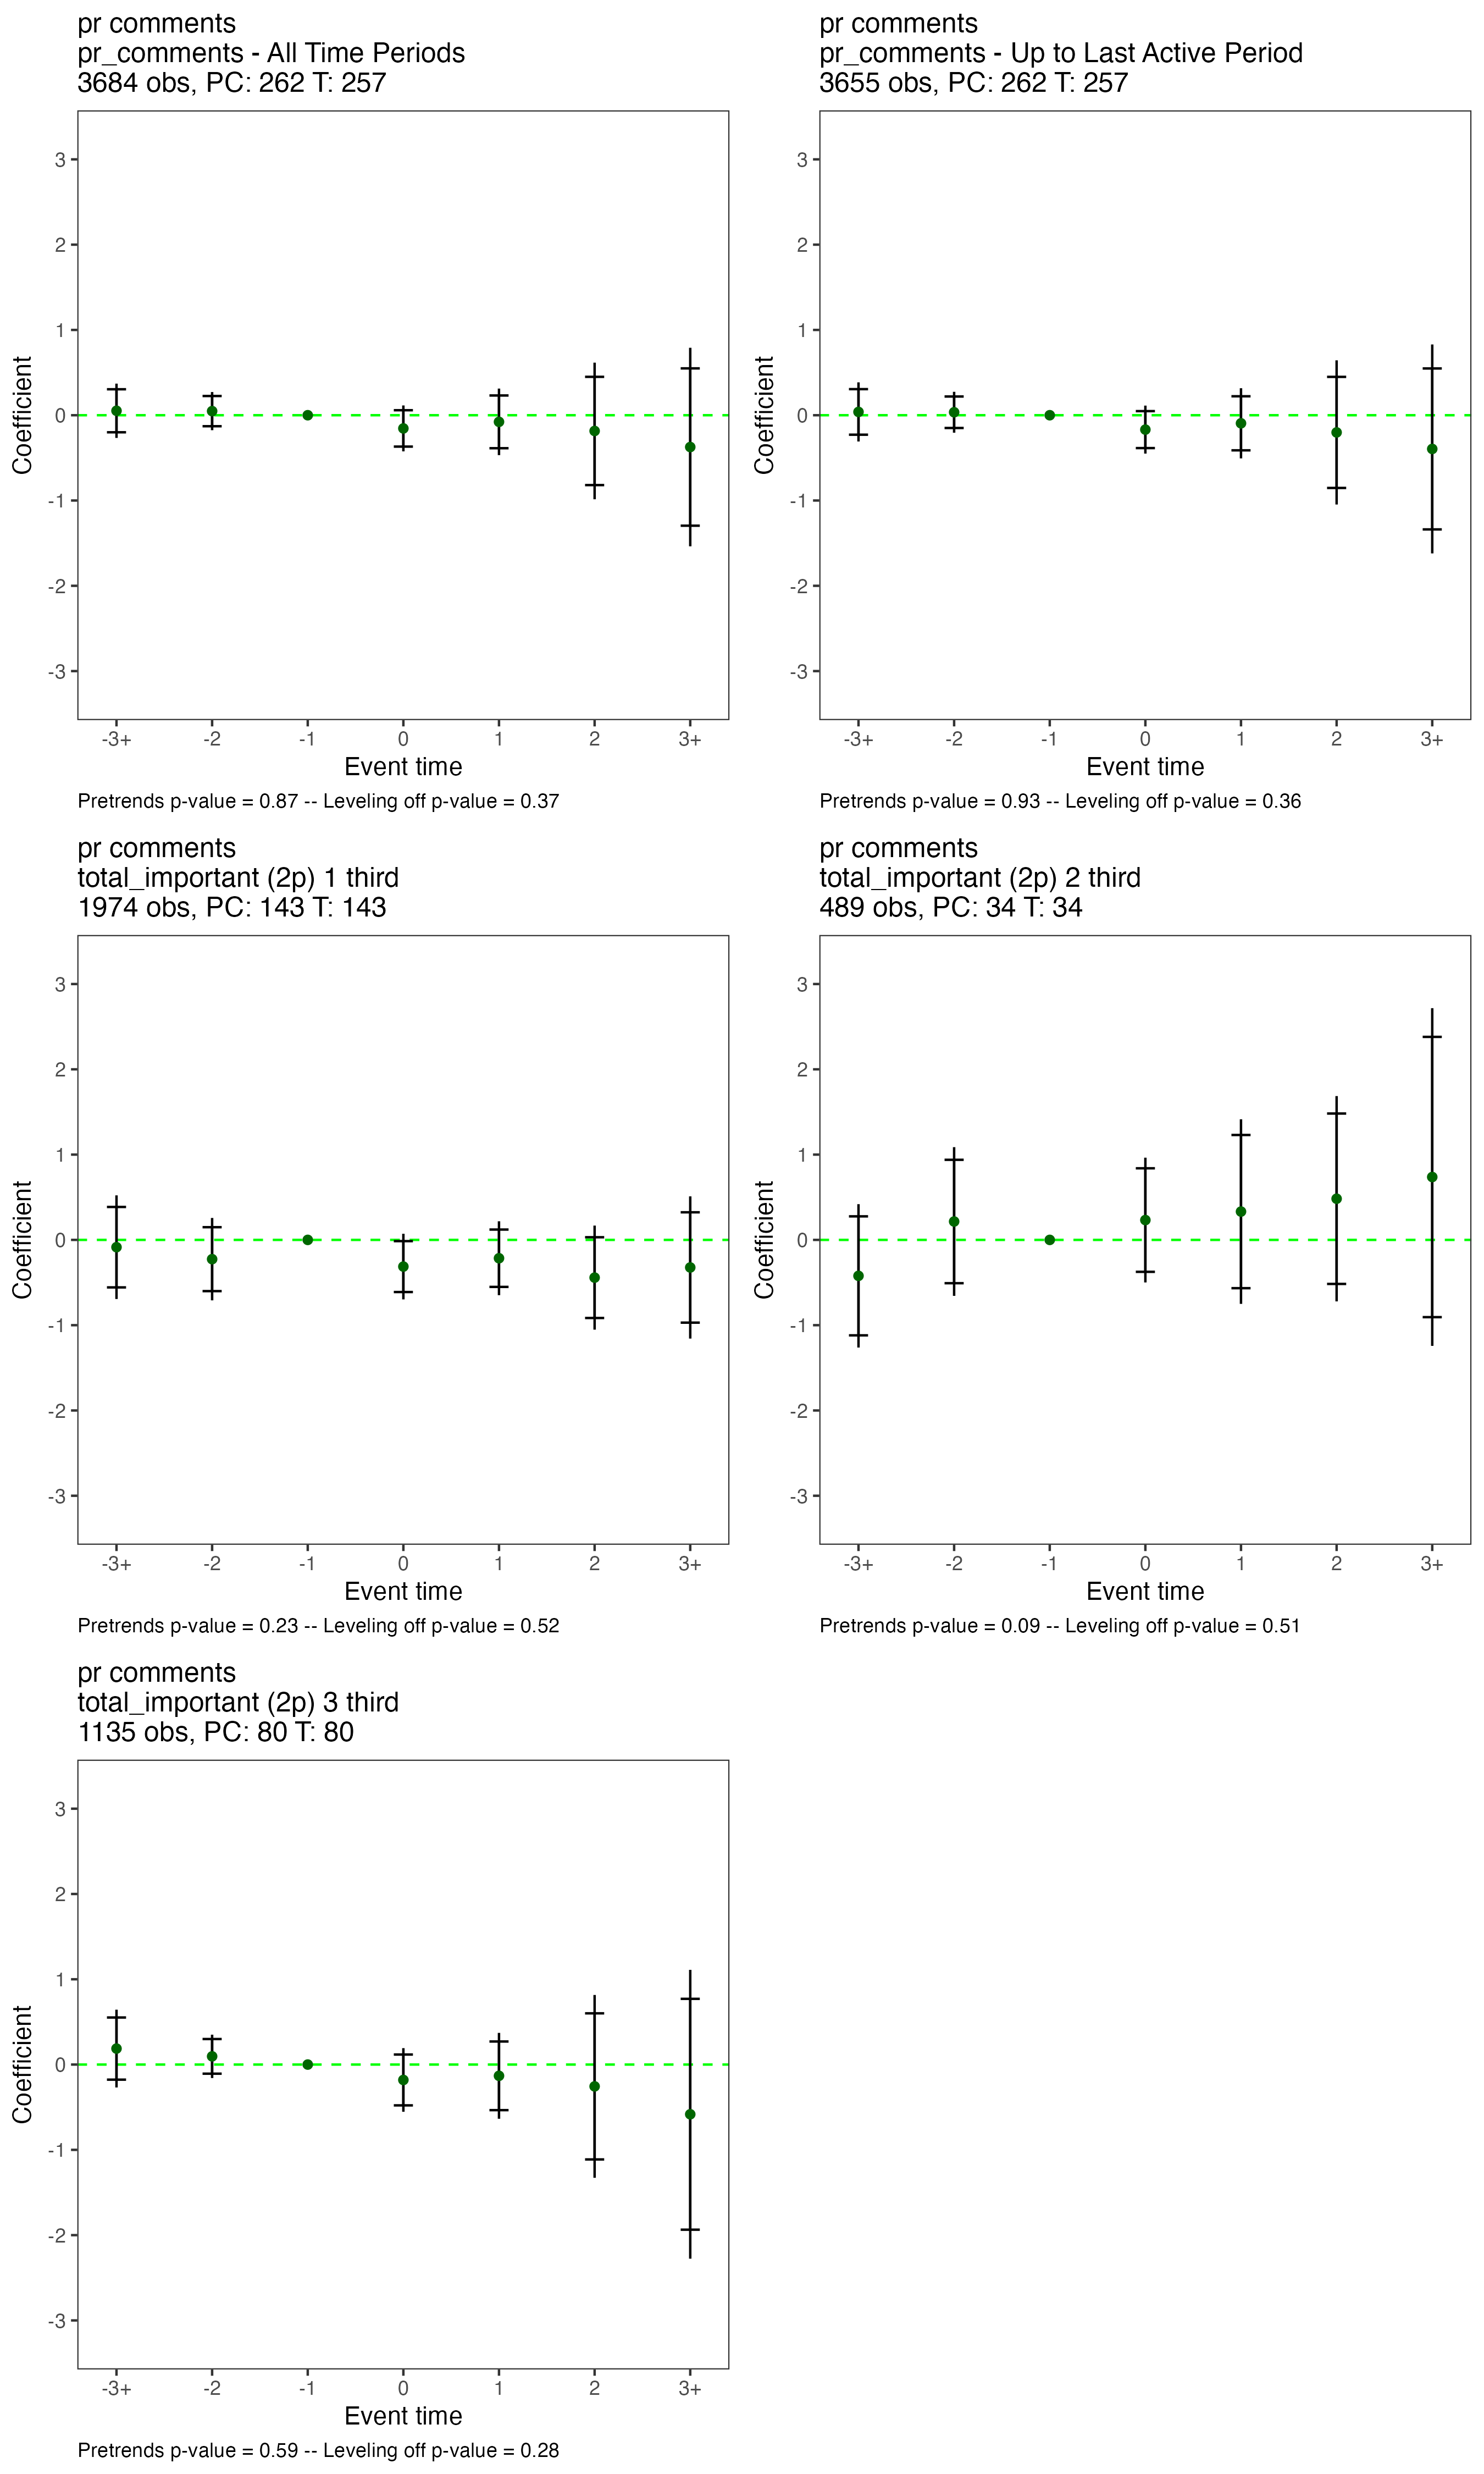 pr comments
pr_comments - All Time Periods
3684 obs, PC: 262 T: 257
3
2
1
0
-1
-2
-3
Coefficient
-3+ -2 -1 0 1 2 3+
Event time
Pretrends p-value = 0.87 -- Leveling off p-value = 0.37
pr comments
pr_comments - Up to Last Active Period
3655 obs, PC: 262 T: 257
3
2
1
0
-1
-2
-3
Coefficient
-3+ -2 -1 0 1 2 3+
Event time
Pretrends p-value = 0.93 -- Leveling off p-value = 0.36
pr comments
total_important (2p) 1 third
1974 obs, PC: 143 T: 143
3
2
1
0
-1
-2
-3
Coefficient
-3+ -2 -1 0 1 2 3+
Event time
Pretrends p-value = 0.23 -- Leveling off p-value = 0.52
pr comments
total_important (2p) 2 third
489 obs, PC: 34 T: 34
3
2
1
0
-1
-2
-3
Coefficient
-3+ -2 -1 0 1 2 3+
Event time
Pretrends p-value = 0.09 -- Leveling off p-value = 0.51
pr comments
total_important (2p) 3 third
1135 obs, PC: 80 T: 80
3
2
1
0
-1
-2
-3
Coefficient
-3+ -2 -1 0 1 2 3+
Event time
Pretrends p-value = 0.59 -- Leveling off p-value = 0.28